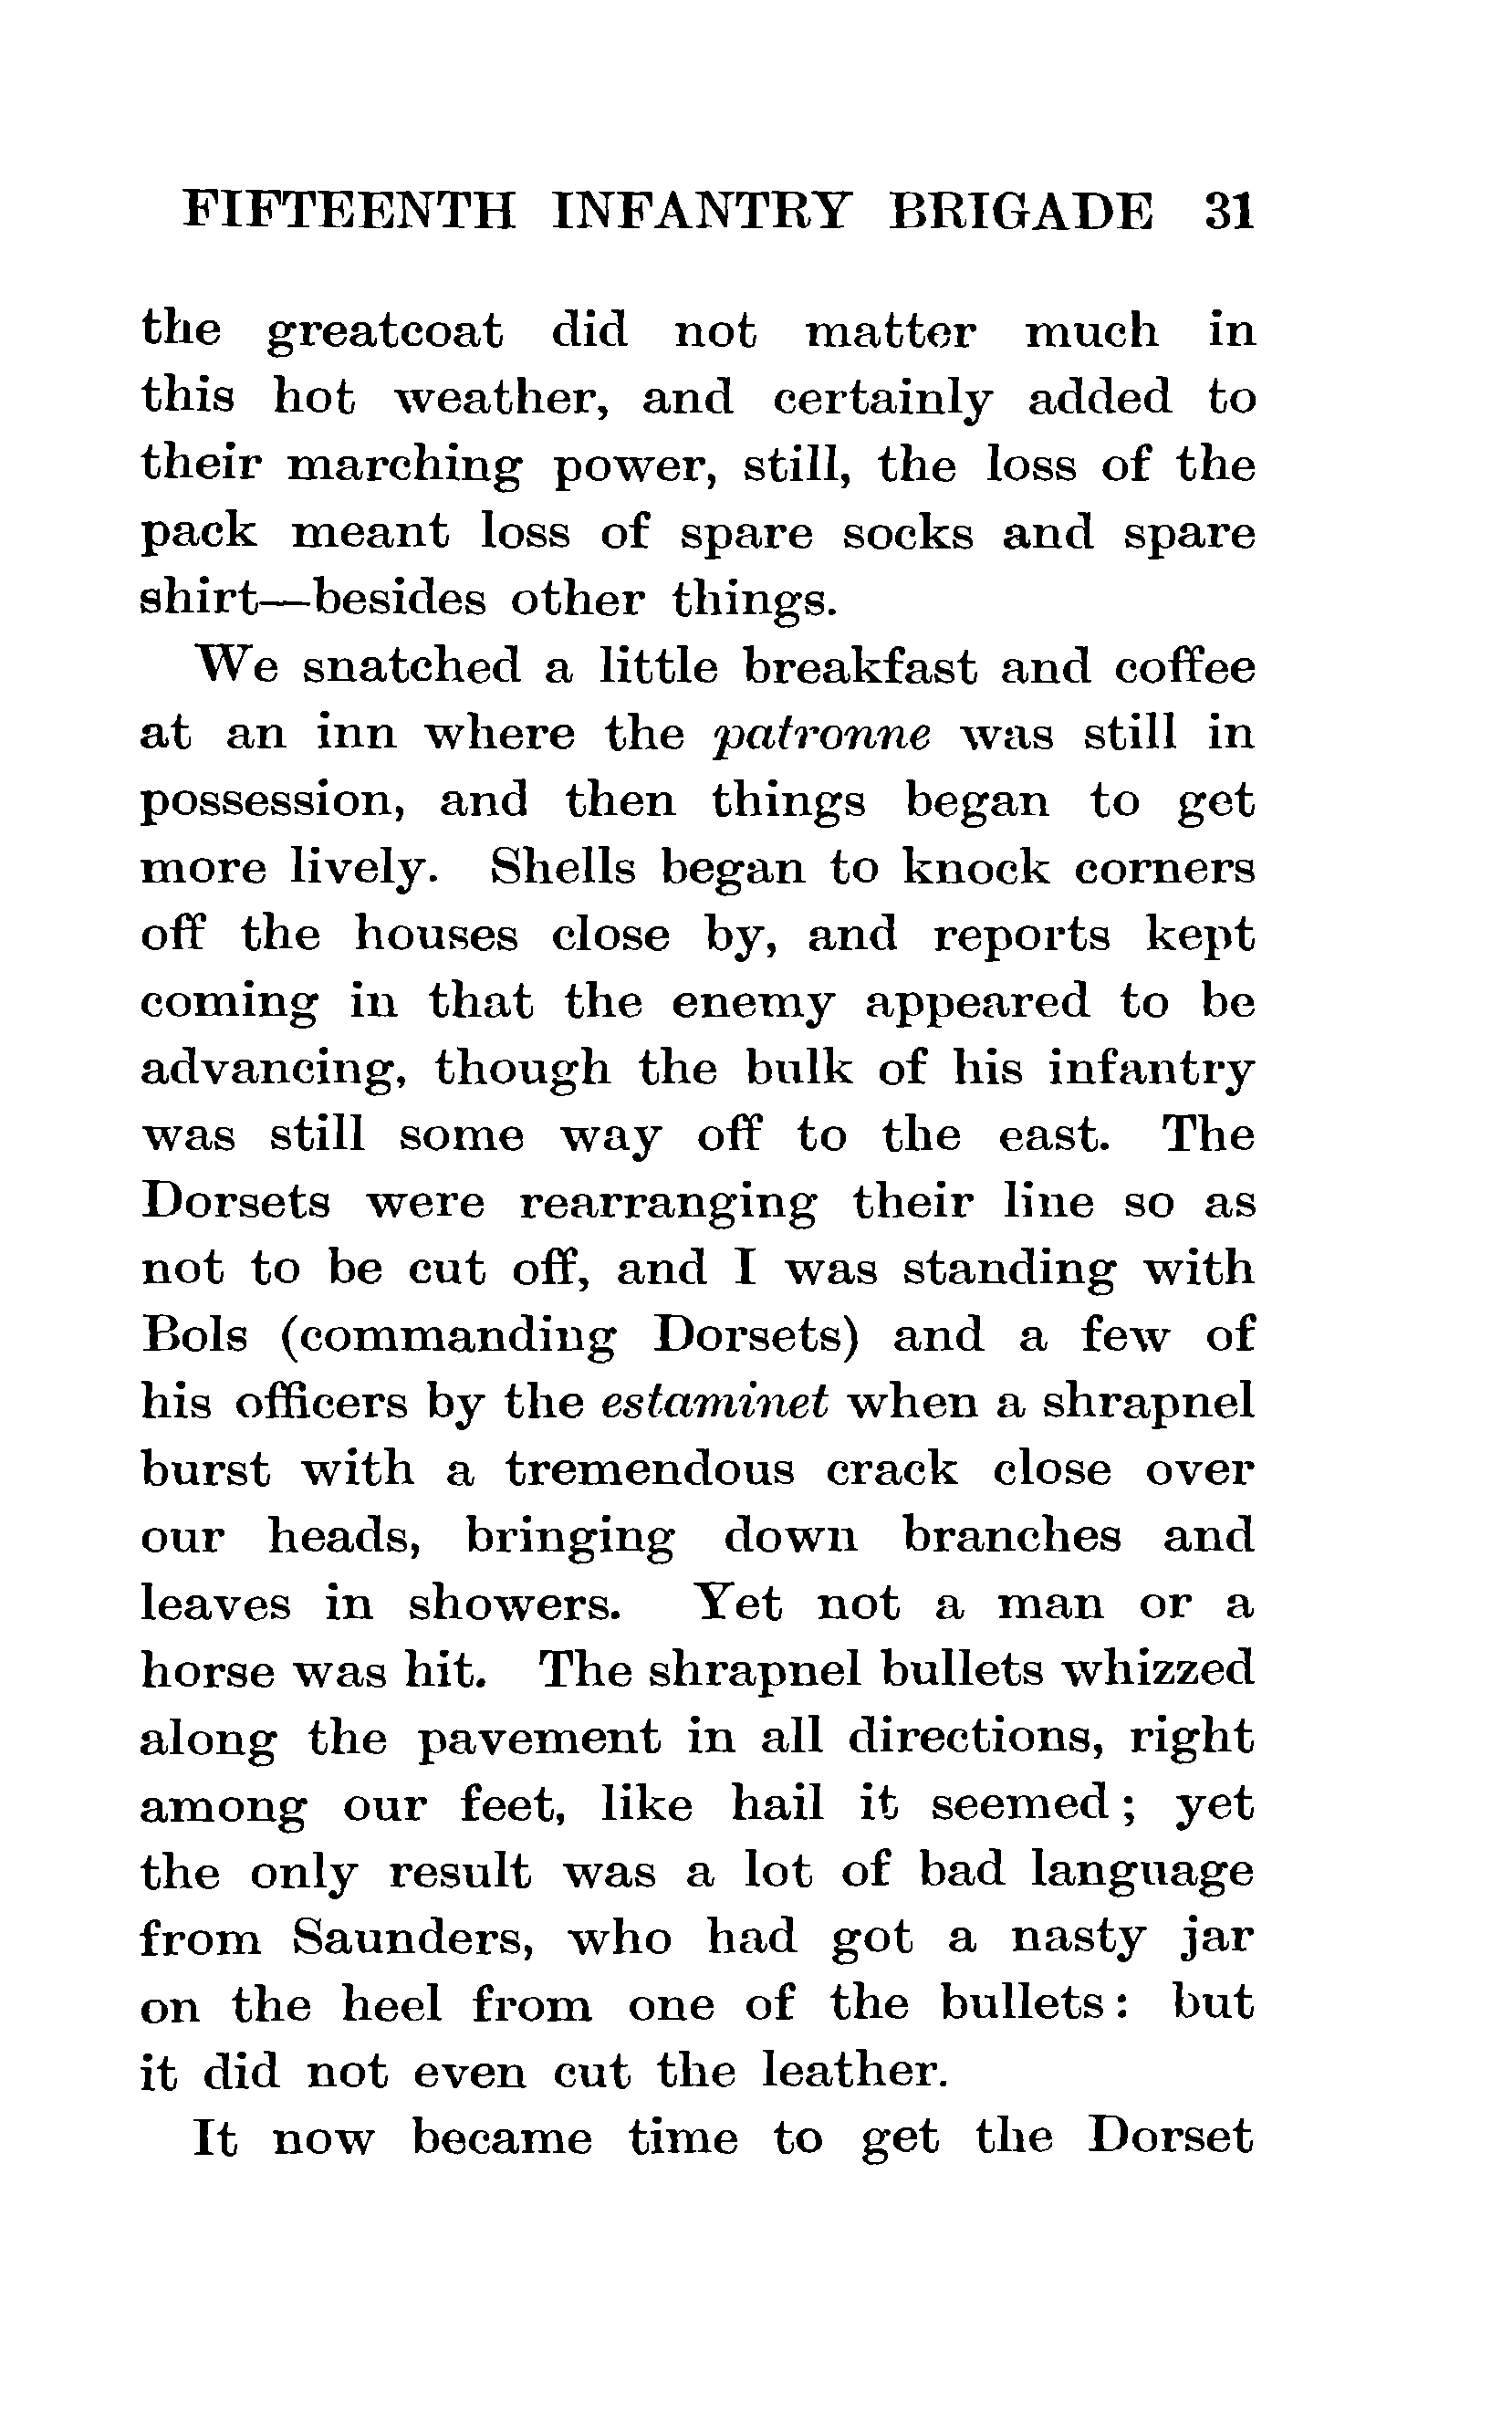 FIFTEENTH INFANTRY BRIGADE 31
the greatcoat did not matter much in
this hot weather, and certainly added to
their marching power, still, the loss of the
pack meant loss of spare socks and spare
shirt—besides other things.
We snatched a little breakfast and coffee
at an inn where the patronne was still in
possession, and then things began to get
more lively. Shells began to knock corners
off the houses close by, and reports kept
coming in that the enemy appeared to be
advancing, though the bulk of his infantry
was still some way off to the east. The
Dorsets were rearranging their line so as
not to be cut off, and I was standing with
Bols (commanding Dorsets) and a few of
his officers by the estaminet when a shrapnel
burst with a tremendous crack close over
our heads, bringing down branches and
leaves in showers. Yet not a man or a
horse was hit. The shrapnel bullets whizzed
along the pavement in all directions, right
among our feet, like hail it seemed; yet
the only result was a lot of bad language
from Saunders, who had got a nasty jar
on the heel from one of the bullets: but
it did not even cut the leather.
It now became time to get the Dorset